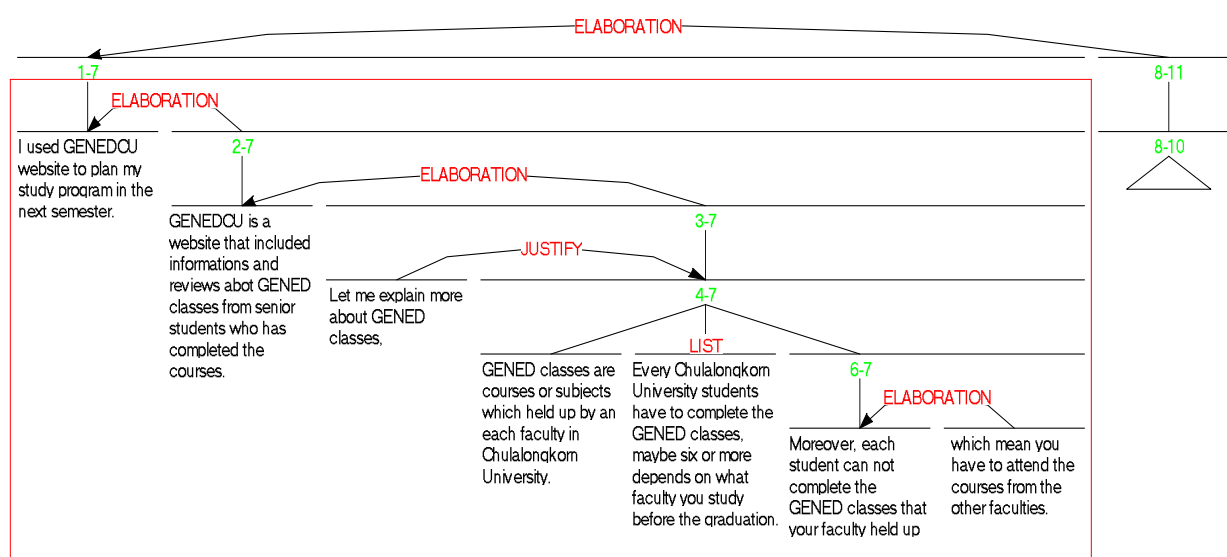 ELABORATION
1-7
8-11
ELABORATION
I used GENEDCU
website to plan my
study program in the
next semester.
2-7
8-10
ELABORATION
GENEDCU is a
website that included
informations and
reviews abot GENED
classes from senior
students who has
completed the
courses.
3-7
JUSTIFY
Let me explain more
about GENED
classes,
4-7
LIST
GENED classes are
courses or subjects
which held up by an
each faculty in
Chulalongkorn
University.
Every Chulalongkorn
University students
have to complete the
GENED classes,
maybe six or more
depends on what
faculty you study
before the graduation.
6-7
ELABORATION
Moreover, each
student can not
complete the
GENED classes that
your faculty held up
which mean you
have to attend the
courses from the
other faculties.